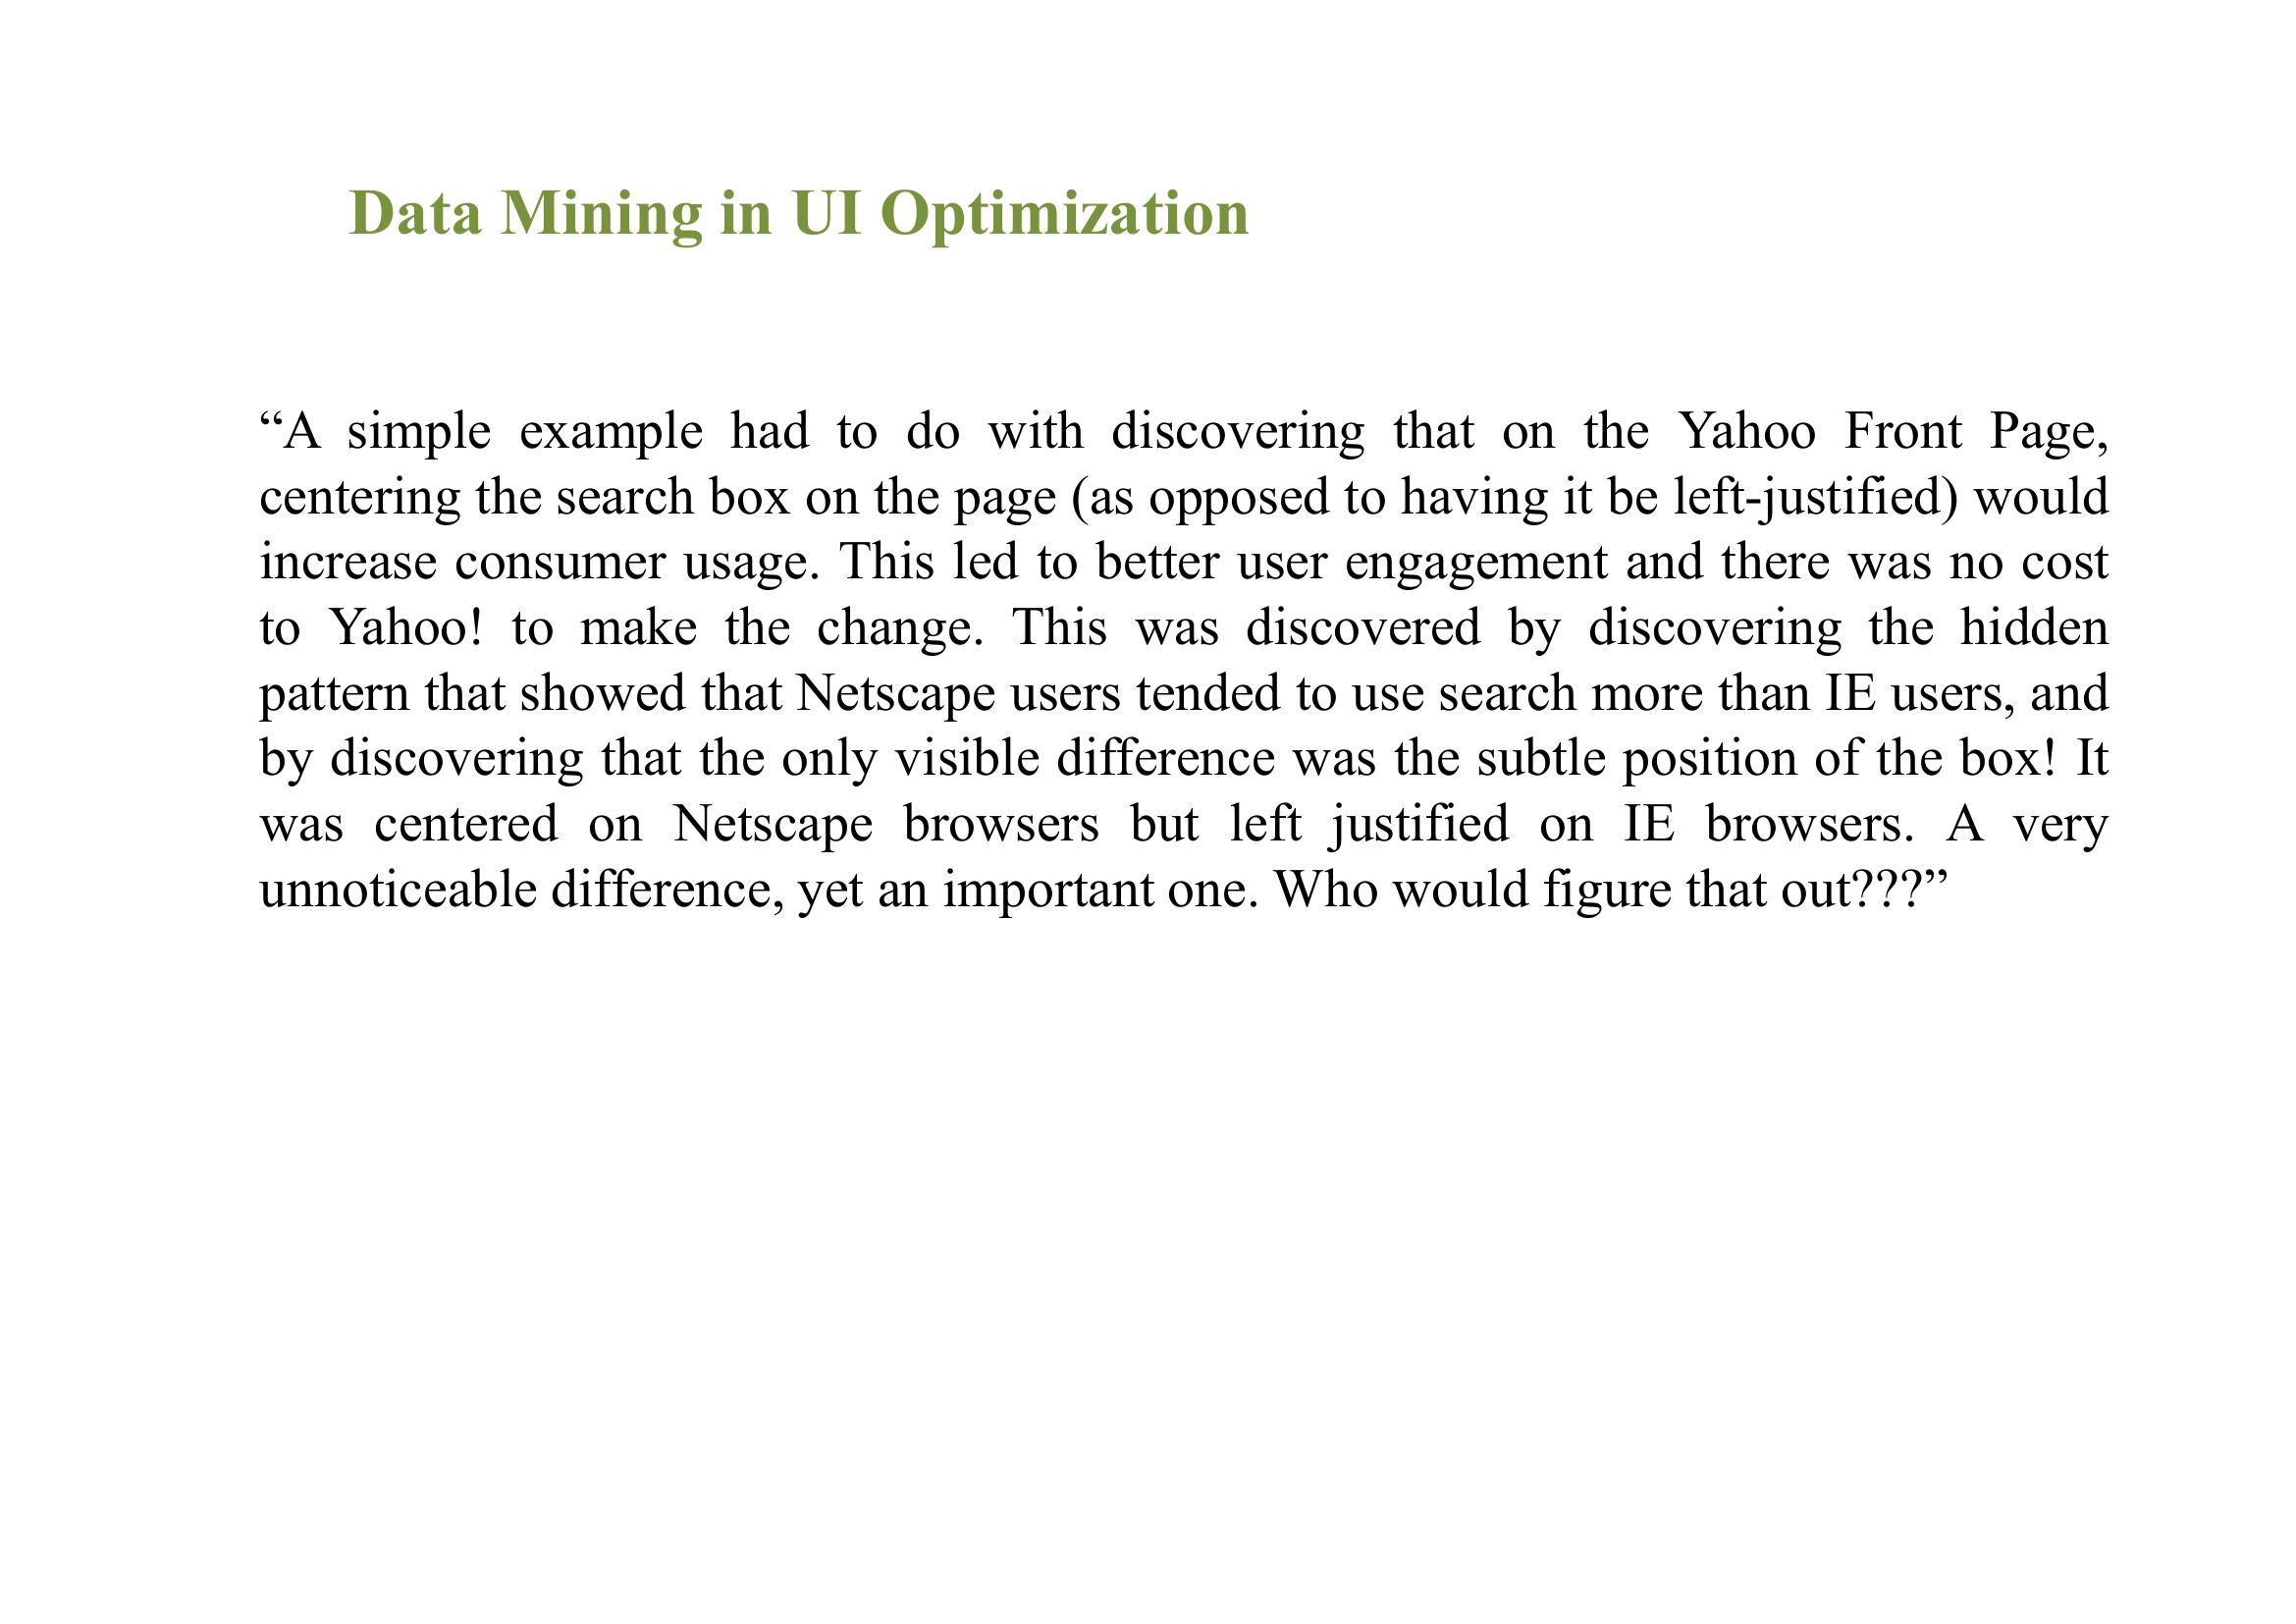 Data Mining in UI Optimization
“A simple example had to do with discovering that on the Yahoo Front Page,
centering the search box on the page (as opposed to having it be left-justified) would
increase consumer usage. This led to better user engagement and there was no cost
to Yahoo! to make the change. This was discovered by discovering the hidden
pattern that showed that Netscape users tended to use search more than IE users, and
by discovering that the only visible difference was the subtle position of the box! It
was centered on Netscape browsers but left justified on IE browsers. A very
unnoticeable difference, yet an important one. Who would figure that out???”